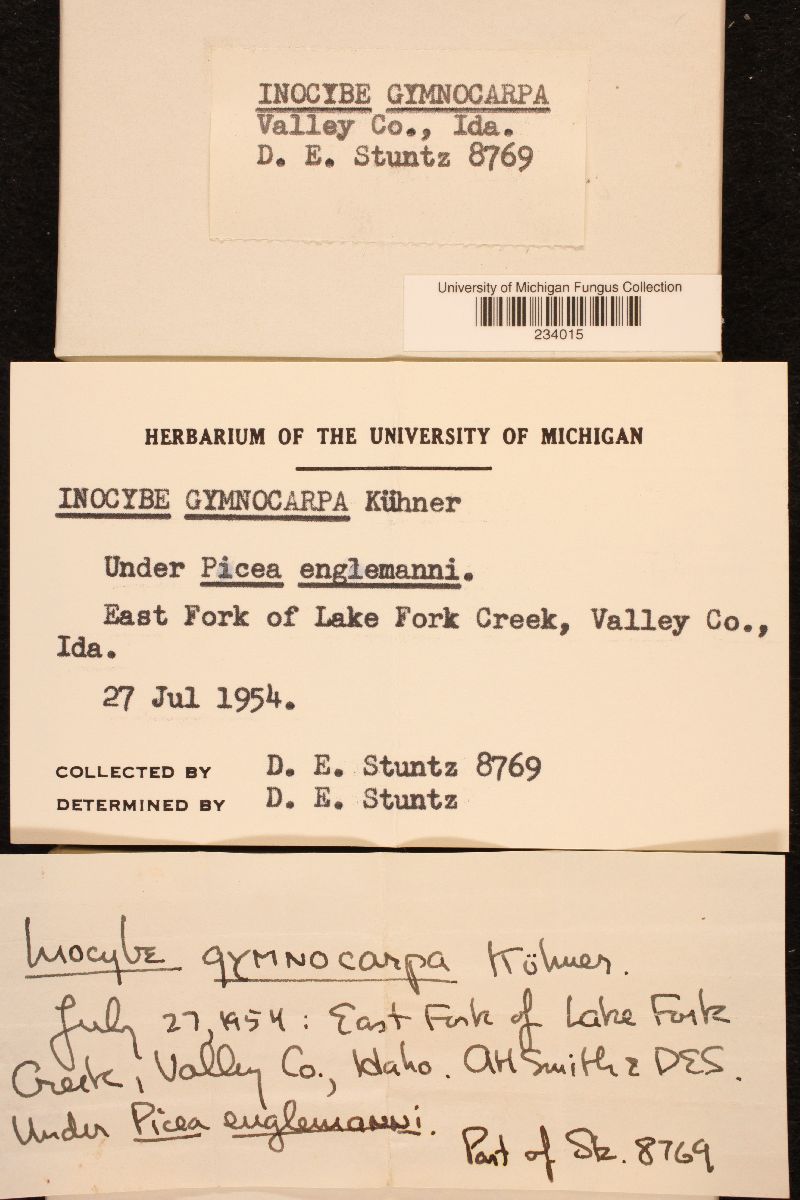 INOCYBE GYMNOCARPA
Valley Co., Ida.
D. E. Stuntz 8769
University of Michigan Fungus Collection
234015
HERBARIUM OF THE UNIVERSITY OF MICHIGAN
INOCYBE GYMNOCARPA Kühner
Under Picea englemanni.
East Fork of Lake Fork Creek, Valley Co.,
Ida.
27 Jul 1954.
COLLECTED BY D. E. Stuntz 8769
DETERMINED BY D. E. Stuntz
Inocybe gymnocarpa Kühner.
July 27, 1954: East Fork of Lake Fork
Creek, Valley Co., Idaho. AHSmith & DES.
Under Picea englemanni.
Part of Sk. 8769